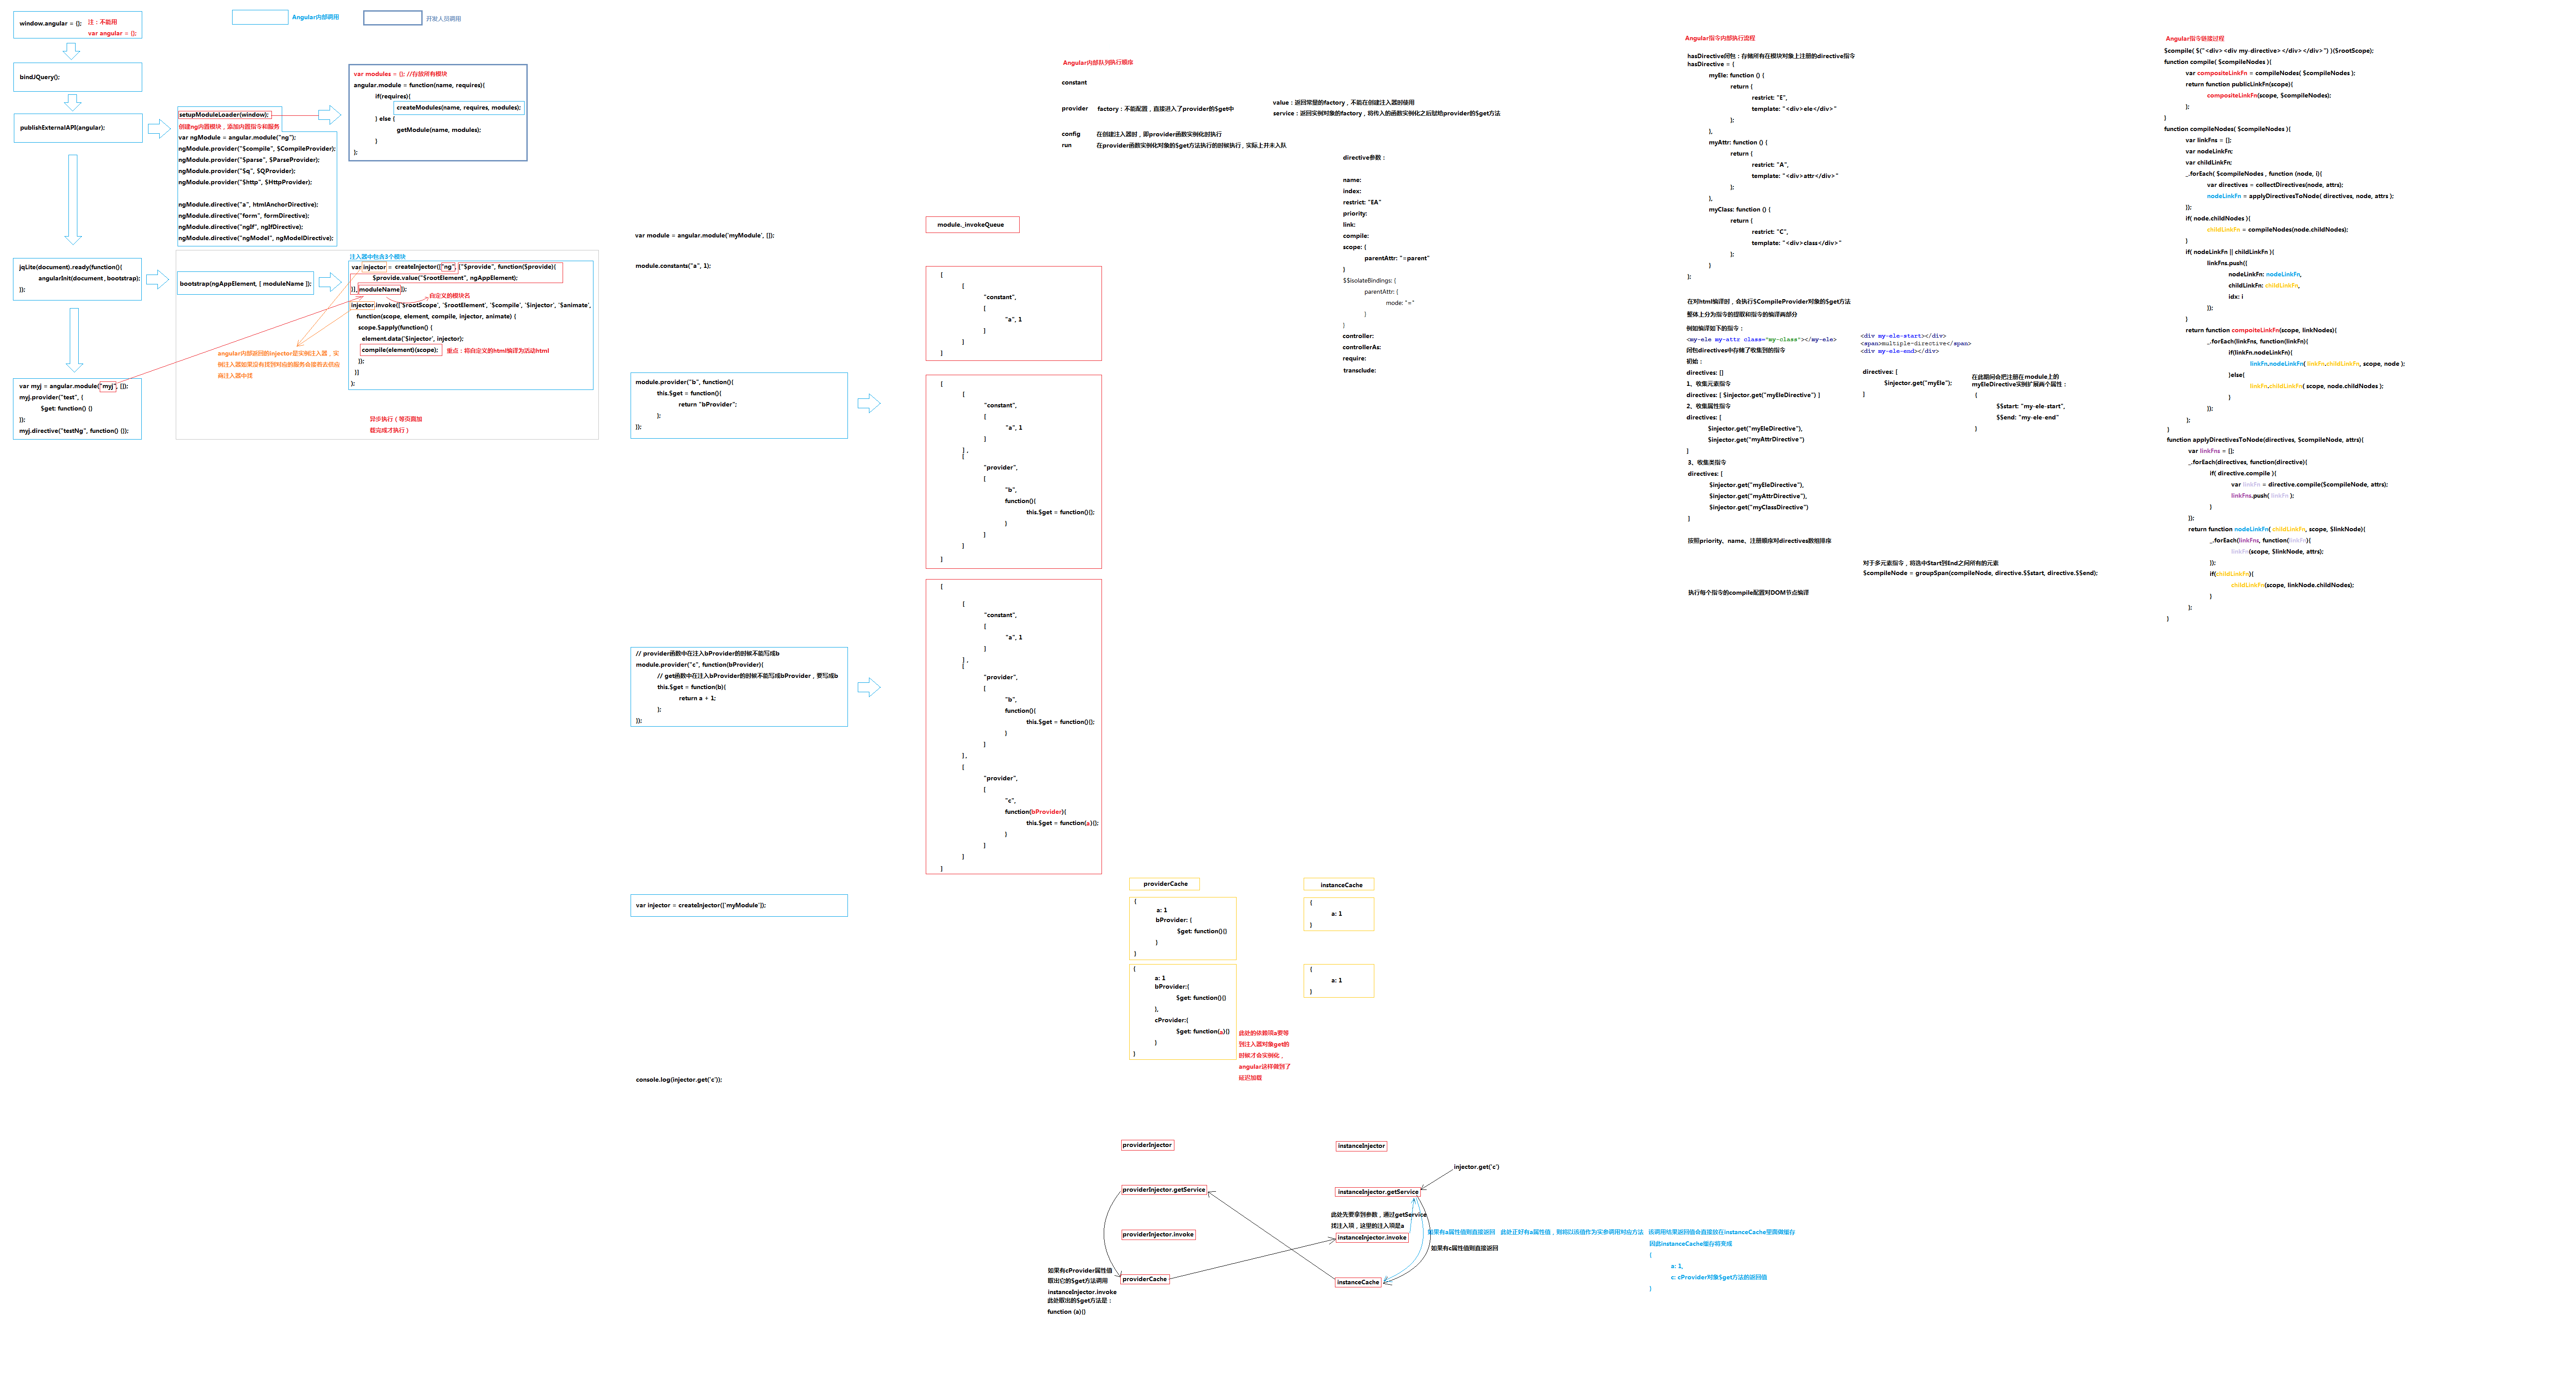 window.angular = {};
注：不能用
var angular = {};
bindJQuery();
publishExternalAPI(angular);
jqLite(document).ready(function(){
angularInit(document, bootstrap);
});
var myj = angular.module("myj", []);
myj.provider("test", {
$get: function() {}
});
myj.directive("testNg", function() {});
Angular内部调用
开发人员调用
setupModuleLoader(window);
创建ng内置模块，添加内置指令和服务
var ngModule = angular.module("ng");
ngModule.provider("$compile", $CompileProvider);
ngModule.provider("$parse", $ParseProvider);
ngModule.provider("$q", $QProvider);
ngModule.provider("$http", $HttpProvider);
ngModule.directive("a", htmlAnchorDirective);
ngModule.directive("form", formDirective);
ngModule.directive("ngIf", ngIfDirective);
ngModule.directive("ngModel", ngModelDirective);
var modules = {}; //存放所有模块
angular.module = function(name, requires){
if(requires){
createModules(name, requires, modules);
} else {
getModule(name, modules);
}
};
bootstrap(ngAppElement, [ moduleName ]);
注入器中包含3个模块
var injector = createInjector(["ng", ["$provide", function($provide){
$provide.value("$rootElement", ngAppElement);
}], moduleName]);
自定义的模块名
injector.invoke(['$rootScope', '$rootElement', '$compile', '$injector', '$animate',
function(scope, element, compile, injector, animate) {
scope.$apply(function() {
element.data('$injector', injector);
compile(element)(scope);
重点：将自定义的html编译为活动html
});
}]
);
angular内部返回的injector是实例注入器，实
例注入器如果没有找到对应的服务会接着去供应
商注入器中找
异步执行（等页面加
载完成才执行）
var module = angular.module('myModule', []);
module.constants("a", 1);
module.provider("b", function(){
this.$get = function(){
return "bProvider";
};
});
// provider函数中在注入bProvider的时候不能写成b
module.provider("c", function(bProvider){
// get函数中在注入bProvider的时候不能写成bProvider，要写成b
this.$get = function(b){
return a + 1;
};
});
var injector = createInjector(['myModule']);
console.log(injector.get('c'));
module._invokeQueue
[
[
"constant",
[
"a", 1
]
]
]
[
[
"constant",
[
"a", 1
]
],
[
"provider",
[
"b",
function(){
this.$get = function(){};
}
]
]
]
[
[
"constant",
[
"a", 1
]
],
[
"provider",
[
"b",
function(){
this.$get = function(){};
}
]
],
[
"provider",
[
"c",
function(bProvider){
this.$get = function(a){};
}
]
]
]
Angular内部队列执行顺序
constant
provider
factory：不能配置，直接进入了provider的$get中
value：返回常量的factory，不能在创建注入器时使用
service：返回实例对象的factory，将传入的函数实例化之后赋给provider的$get方法
config
在创建注入器时，即provider函数实例化时执行
run
在provider函数实例化对象的$get方法执行的时候执行，实际上并未入队
directive参数：
name:
index:
restrict: "EA"
priority:
link:
compile:
scope: {
parentAttr: "=parent"
}
$$isolateBindings: {
parentAttr: {
mode: "="
}
}
controller:
controllerAs:
require:
transclude:
providerCache
{
a: 1
bProvider: {
$get: function(){}
}
}
{
a: 1
bProvider:{
$get: function(){}
},
cProvider:{
$get: function(a){}
}
}
instanceCache
{
a: 1
}
{
a: 1
}
此处的依赖项a要等
到注入器对象get的
时候才会实例化，
angular这样做到了
延迟加载
providerInjector
instanceInjector
injector.get('c')
providerInjector.getService
instanceInjector.getService
此处先要拿到参数，通过getService
找注入项，这里的注入项是a
providerInjector.invoke
instanceInjector.invoke
如果有a属性值则直接返回
此处正好有a属性值，则将以该值作为实参调用对应方法
该调用结果返回值会直接放在instanceCache里面做缓存
因此instanceCache缓存将变成
{
a: 1,
c: cProvider对象$get方法的返回值
}
如果有c属性值则直接返回
providerCache
instanceCache
如果有cProvider属性值
取出它的$get方法调用
instanceInjector.invoke
此处取出的$get方法是：
function (a){}
Angular指令内部执行流程
hasDirective闭包：存储所有在模块对象上注册的directive指令
hasDirective = {
myEle: function () {
return {
restrict: "E",
template: "<div>ele</div>"
};
},
myAttr: function () {
return {
restrict: "A",
template: "<div>attr</div>"
};
},
myClass: function () {
return {
restrict: "C",
template: "<div>class</div>"
};
}
};
在对html编译时，会执行$CompileProvider对象的$get方法
整体上分为指令的提取和指令的编译两部分
例如编译如下的指令：
<my-ele my-attr class="my-class"></my-ele>
闭包directives中存储了收集到的指令
初始：
directives: []
1、收集元素指令
directives: [ $injector.get("myEleDirective") ]
2、收集属性指令
directives: [
$injector.get("myEleDirective"),
$injector.get("myAttrDirective")
]
3、收集类指令
directives: [
$injector.get("myEleDirective"),
$injector.get("myAttrDirective"),
$injector.get("myClassDirective")
]
按照priority、name、注册顺序对directives数组排序
执行每个指令的compile配置对DOM节点编译
<div my-ele-start></div>
<span>multiple-directive</span>
<div my-ele-end></div>
directives: [
$injector.get("myEle");
]
在此期间会把注册在module上的
myEleDirective实例扩展两个属性：
{
$$start: "my-ele-start",
$$end: "my-ele-end"
}
对于多元素指令，将选中Start到End之间所有的元素
$compileNode = groupSpan(compileNode, directive.$$start, directive.$$end);
Angular指令链接过程
$compile( $("<div><div my-directive></div></div>") )($rootScope);
function compile( $compileNodes ){
var compositeLinkFn = compileNodes( $compileNodes );
return function publicLinkFn(scope){
compositeLinkFn(scope, $compileNodes);
};
}
function compileNodes( $compileNodes ){
var linkFns = [];
var nodeLinkFn;
var childLinkFn;
_.forEach( $compileNodes , function (node, i){
var directives = collectDirectives(node, attrs);
nodeLinkFn = applyDirectivesToNode( directives, node, attrs );
});
if( node.childNodes ){
childLinkFn = compileNodes(node.childNodes);
}
if( nodeLinkFn || childLinkFn ){
linkFns.push({
nodeLinkFn: nodeLinkFn,
childLinkFn: childLinkFn,
idx: i
});
}
return function compoiteLinkFn(scope, linkNodes){
_.forEach(linkFns, function(linkFn){
if(linkFn.nodeLinkFn){
linkFn.nodeLinkFn( linkFn.childLinkFn, scope, node );
}else{
linkFn.childLinkFn( scope, node.childNodes );
}
});
};
}
function applyDirectivesToNode(directives, $compileNode, attrs){
var linkFns = [];
_.forEach(directives, function(directive){
if( directive.compile ){
var linkFn = directive.compile($compileNode, attrs);
linkFns.push( linkFn );
}
});
return function nodeLinkFn( childLinkFn, scope, $linkNode){
_.forEach(linkFns, function(linkFn){
linkFn(scope, $linkNode, attrs);
});
if(childLinkFn){
childLinkFn(scope, linkNode.childNodes);
}
};
}